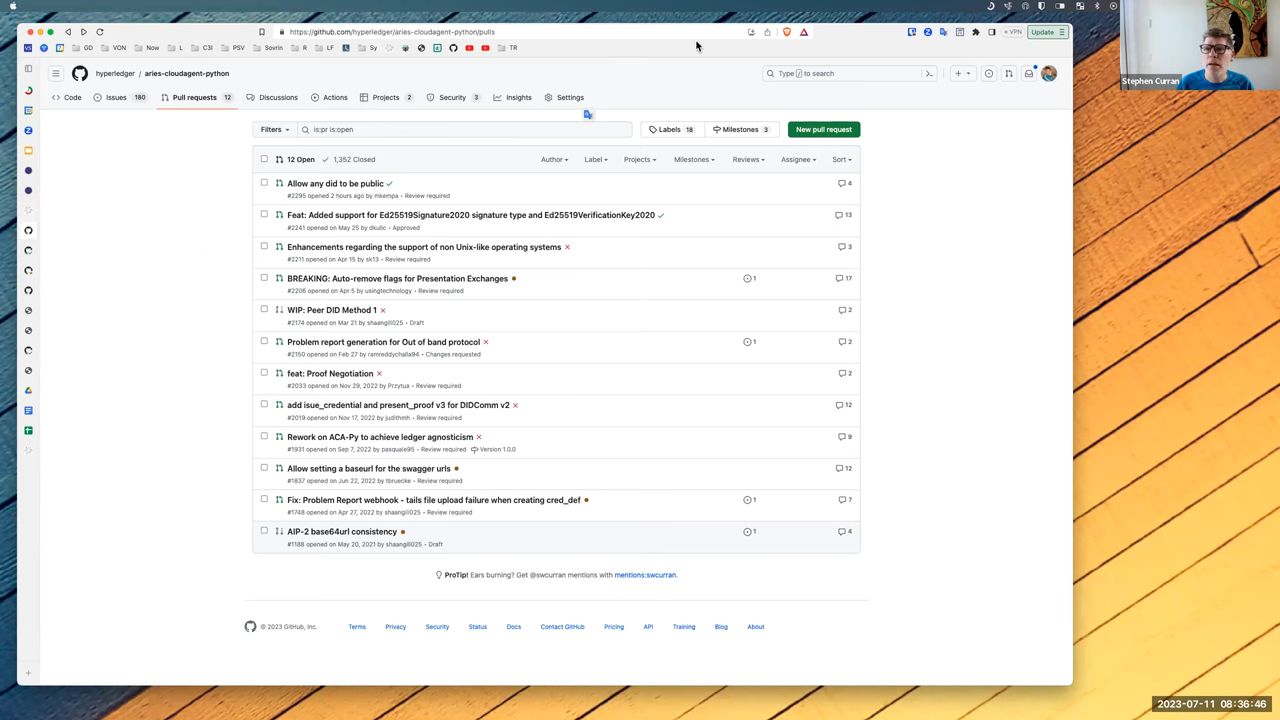 https://github.com/hyperledger/aries-cloudagent-python/pulls
VPN
Update
GD VON Now L C3I PSV Sovrin R LF Sy TR
hyperledger / aries-cloudagent-python
Type / to search
Code Issues 180 Pull requests 12 Discussions Actions Projects 2 Security 3 Insights Settings
Stephen Curran
Filters is:pr is:open Labels 18 Milestones 3 New pull request
12 Open 1,352 Closed Author Label Projects Milestones Reviews Assignee Sort
Allow any did to be public 4
#2295 opened 2 hours ago by mkempa • Review required
Feat: Added support for Ed25519Signature2020 signature type and Ed25519VerificationKey2020 13
#2241 opened on May 25 by dkulic • Approved
Enhancements regarding the support of non Unix-like operating systems 3
#2211 opened on Apr 15 by sk13 • Review required
BREAKING: Auto-remove flags for Presentation Exchanges 1 17
#2206 opened on Apr 5 by usingtechnology • Review required
WIP: Peer DID Method 1 2
#2174 opened on Mar 21 by shaangill025 • Draft
Problem report generation for Out of band protocol 1 2
#2150 opened on Feb 27 by ramreddychalla94 • Changes requested
feat: Proof Negotiation 2
#2033 opened on Nov 29, 2022 by Przytua • Review required
add isue_credential and present_proof v3 for DIDComm v2 12
#2019 opened on Nov 17, 2022 by judithmh • Review required
Rework on ACA-Py to achieve ledger agnosticism 9
#1931 opened on Sep 7, 2022 by pasquale95 • Review required Version 1.0.0
Allow setting a baseurl for the swagger urls 12
#1837 opened on Jun 22, 2022 by tbruecke • Review required
Fix: Problem Report webhook - tails file upload failure when creating cred_def 1 7
#1748 opened on Apr 27, 2022 by shaangill025 • Review required
AIP-2 base64url consistency 1 4
#1188 opened on May 20, 2021 by shaangill025 • Draft
ProTip! Ears burning? Get @swcurran mentions with mentions:swcurran.
© 2023 GitHub, Inc. Terms Privacy Security Status Docs Contact GitHub Pricing API Training Blog About
2023-07-11 08:36:46